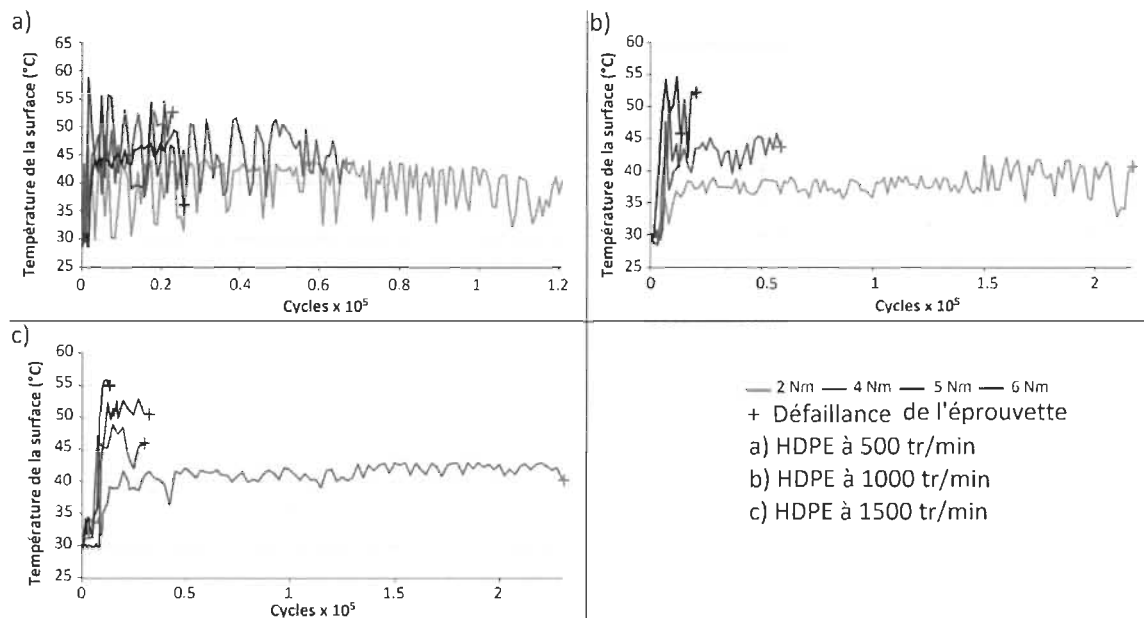 a)
Température de la surface (°C)
65
60
55
50
45
40
35
30
25
0 0.2 0.4 0.6 0.8 1 1.2
Cycles x 10⁵
b)
Température de la surface (°C)
60
55
50
45
40
35
30
25
0 0.5 1 1.5 2
Cycles x 10⁵
c)
Température de la surface (°C)
60
55
50
45
40
35
30
25
0 0.5 1 1.5 2
Cycles x 10⁵
2 Nm 4 Nm 5 Nm 6 Nm
+ Défaillance de l'éprouvette
a) HDPE à 500 tr/min
b) HDPE à 1000 tr/min
c) HDPE à 1500 tr/min